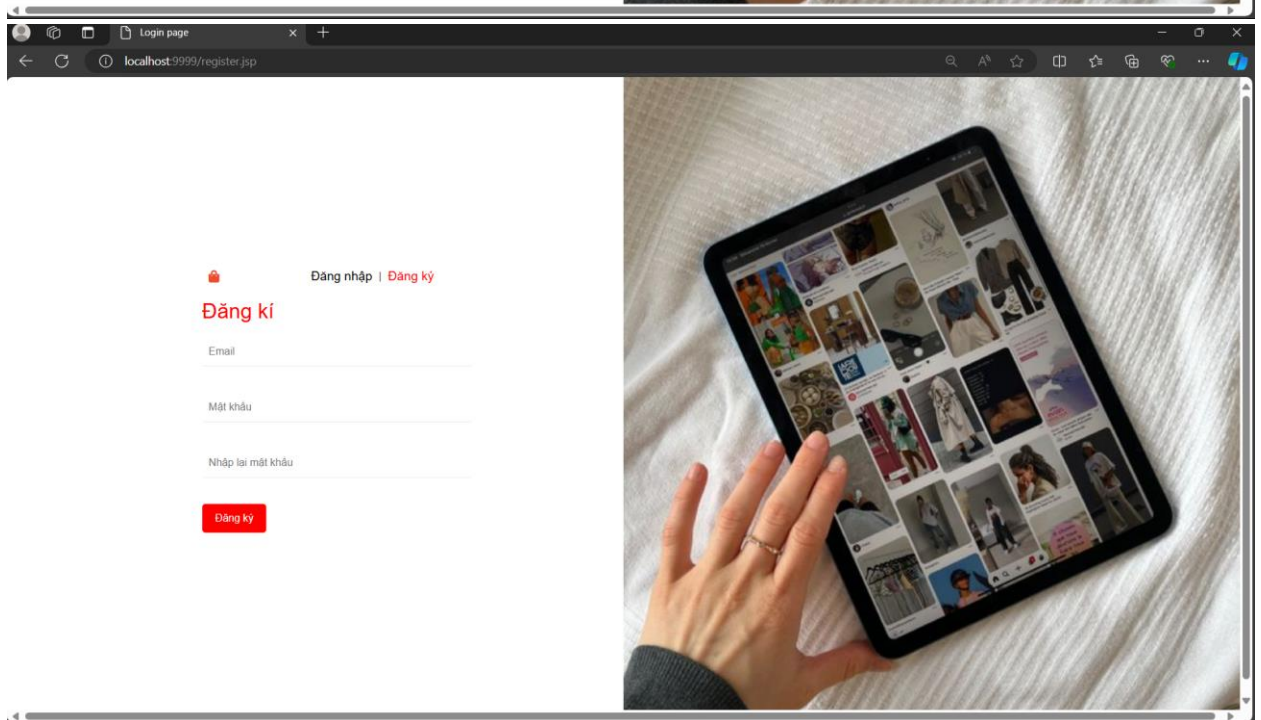 Login page
localhost:9999/register.jsp
Đăng nhập | Đăng ký
Đăng kí
Email
Mật khẩu
Nhập lại mật khẩu
Đăng ký